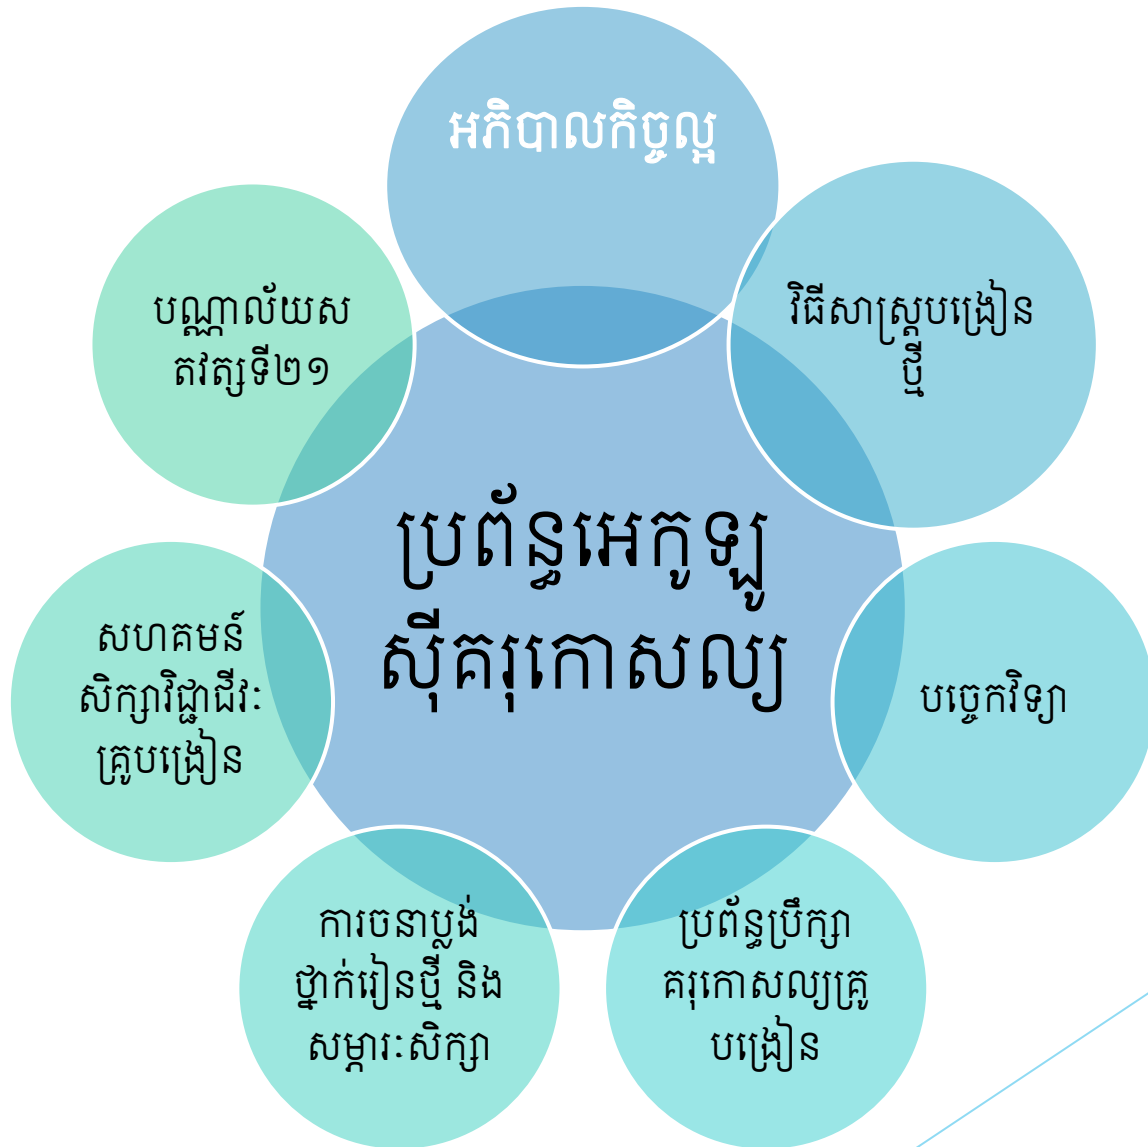 អភិបាលកិច្ចល្អ
វិធីសាស្ត្របង្រៀន
ថ្មី
បច្ចេកវិទ្យា
ប្រព័ន្ធប្រឹក្សា
គរុកោសល្យគ្រូ
បង្រៀន
ការចនាប្លង់
ថ្នាក់រៀនថ្មី និង
សម្ភារៈសិក្សា
សហគមន៍
សិក្សាវិជ្ជាជីវៈ
គ្រូបង្រៀន
បណ្ណាល័យស
តវត្សទី២១
ប្រព័ន្ធអេកូឡូ
ស៊ីគរុកោសល្យ